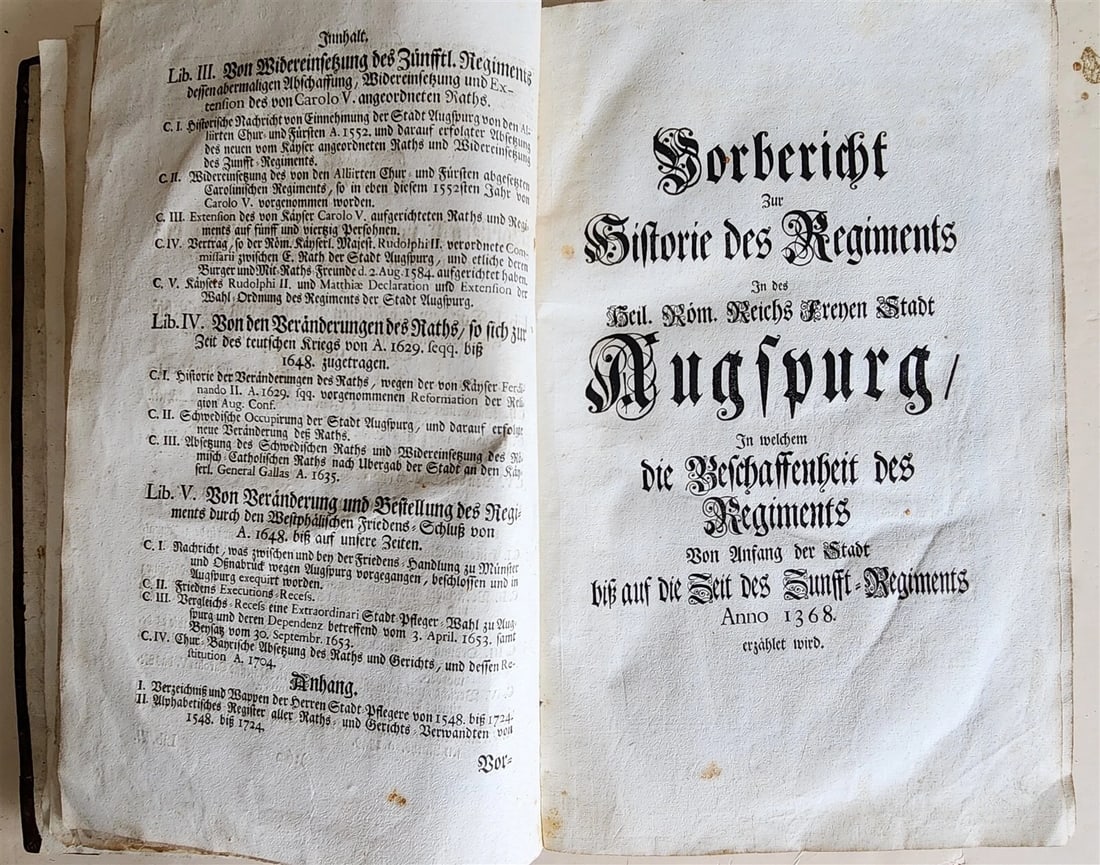 Innhalt.
Lib. III. Von Widereinsetzung des Zünfftl. Regiments
dessen abermaligen Abschaffung, Widereinsetzung und Ex-
tension des von Carolo V. angeordneten Raths.
C. I. Historische Nachricht von Einnehmung der Stadt Augspurg von den Al-
liirten Chur- und Fürsten A. 1552. und darauf erfolgter Absetzung
des neuen vom Käyser angeordneten Raths und Widereinsetzung
des Zunfft-Regiments.
C. II. Widereinsetzung des von den Alliirten Chur- und Fürsten abgesetzten
Carolinischen Regiments, so in eben diesem 1552sten Jahr von
Carolo V. vorgenommen worden.
C. III. Extension des von Käyser Carolo V. aufgerichteten Raths und Regi-
ments auf fünff und viertzig Persohnen.
C. IV. Vertrag, so der Röm. Käyserl. Majest. Rudolphi II. verordnete Com-
missarii zwischen E. Rath der Stadt Augspurg, und etliche deren
Burger und Mit-Raths-Freunde d. 2. Aug. 1584. aufgerichtet haben.
C. V. Käysers Rudolphi II. und Matthiæ Declaration und Extension der
Wahl-Ordnung des Regiments der Stadt Augspurg.
Lib. IV. Von den Veränderungen des Raths, so sich zur
Zeit des teutschen Kriegs von A. 1629. seqq. biß
1648. zugetragen.
C. I. Historie der Veränderungen des Raths, wegen der von Käyser Ferdi-
nando II. A. 1629. sqq. vorgenommenen Reformation der Reli-
gion Aug. Conf.
C. II. Schwedische Occupirung der Stadt Augspurg, und darauf erfolgte
neue Veränderung deß Raths.
C. III. Absetzung des Schwedischen Raths und Widereinsetzung des Rö-
misch-Catholischen Raths nach Ubergab der Stadt an den Käy-
serl. General Gallas A. 1635.
Lib. V. Von Veränderung und Bestellung des Regi-
ments durch den Westphälischen Friedens-Schluß von
A. 1648. biß auf unsere Zeiten.
C. I. Nachricht, was zwischen und bey der Friedens-Handlung zu Münster
und Oßnabrück wegen Augspurg vorgegangen, beschlossen und in
Augspurg exequirt worden.
C. II. Friedens Executions-Recess.
C. III. Vergleichs-Recess eine Extraordinari Stadt Pfleger-Wahl zu Aug-
spurg und deren Dependenz betreffend vom 3. April. 1653. samt
Beysatz vom 30. Septembr. 1653.
C. IV. Chur-Bayrische Absetzung des Raths und Gerichts, und dessen Re-
stitution A. 1704.
Anhang.
I. Verzeichniß und Wappen der Herren Stadt Pflegere von 1548. biß 1724.
II. Alphabetisches Register aller Raths- und Gerichts-Verwandten von
1548. biß 1724.
Vor-
Vorbericht
Zur
Historie des Regiments
In des
Heil. Röm. Reichs Freyen Stadt
Augspurg/
In welchem
die Beschaffenheit des
Regiments
Von Anfang der Stadt
biß auf die Zeit des Zunfft-Regiments
Anno 1368.
erzählet wird.